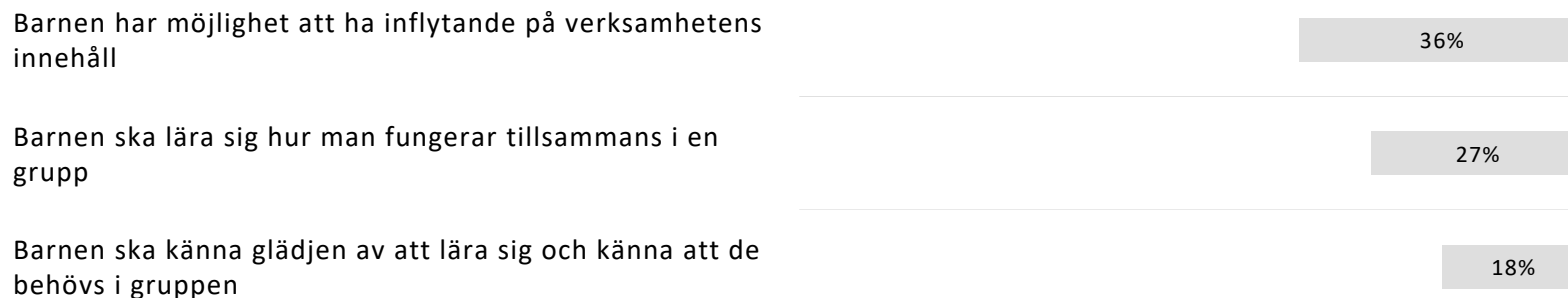 Barnen har möjlighet att ha inflytande på verksamhetens
innehåll
36%
Barnen ska lära sig hur man fungerar tillsammans i en
grupp
27%
Barnen ska känna glädjen av att lära sig och känna att de
behövs i gruppen
18%